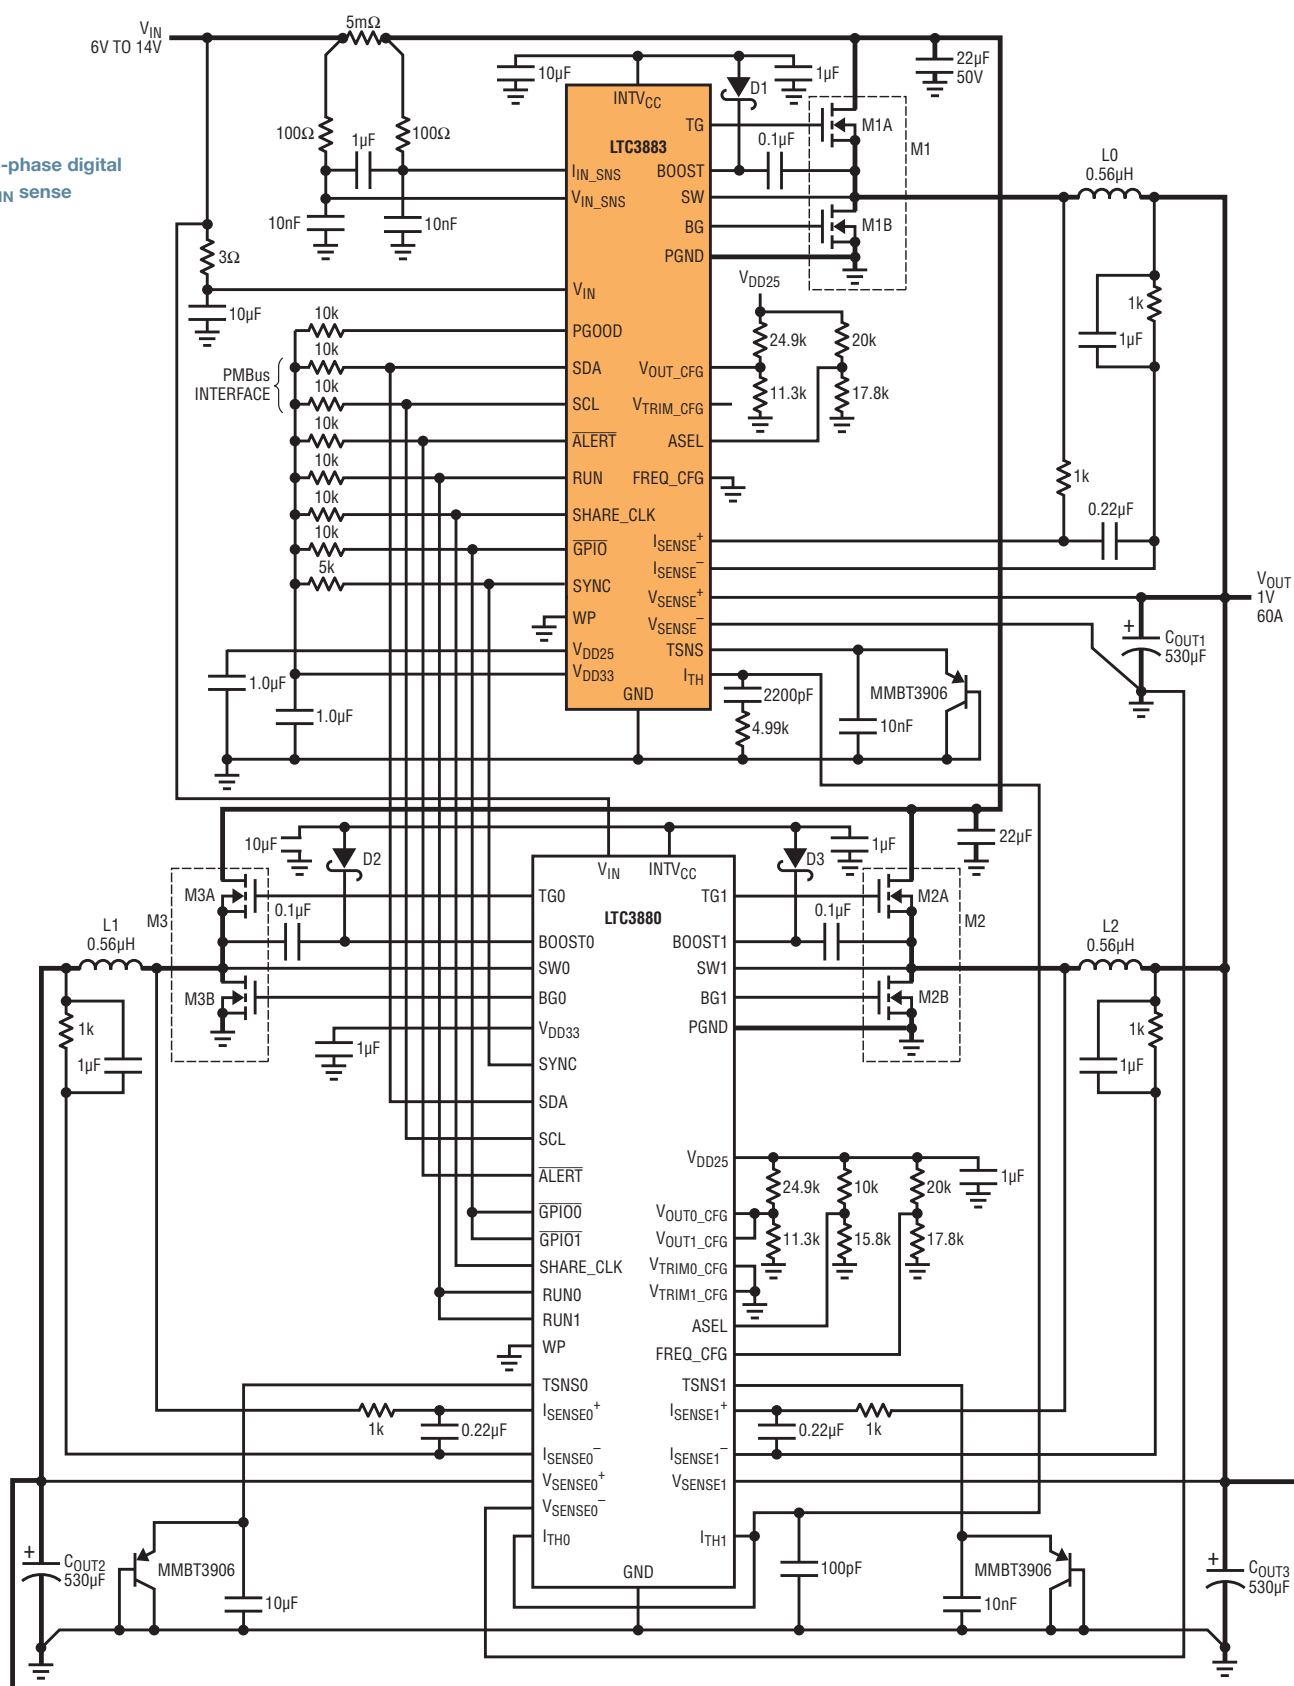 -phase digital
IN sense
VIN
6V TO 14V
5mΩ
100Ω
1µF
100Ω
10nF
10nF
3Ω
10µF
10µF
1µF
22µF
50V
D1
INTVCC
LTC3883
TG
BOOST
SW
BG
PGND
IIN_SNS
VIN_SNS
VIN
PGOOD
SDA
SCL
ALERT
RUN
SHARE_CLK
GPIO
SYNC
WP
VDD25
VDD33
GND
VOUT_CFG
VTRIM_CFG
ASEL
FREQ_CFG
ISENSE+
ISENSE–
VSENSE+
VSENSE–
TSNS
ITH
0.1µF
M1A
M1
M1B
L0
0.56µH
VDD25
24.9k
20k
11.3k
17.8k
1k
1µF
1k
0.22µF
VOUT
1V
60A
+
COUT1
530µF
PMBus
INTERFACE
10k
10k
10k
10k
10k
10k
10k
5k
1.0µF
1.0µF
2200pF
4.99k
MMBT3906
10nF
10µF
D2
1µF
22µF
D3
VIN
INTVCC
LTC3880
M3A
M3
M3B
0.1µF
L1
0.56µH
1k
1µF
1µF
TG0
BOOST0
SW0
BG0
VDD33
SYNC
SDA
SCL
ALERT
GPIO0
GPIO1
SHARE_CLK
RUN0
RUN1
WP
TSNS0
ISENSE0+
ISENSE0–
VSENSE0+
VSENSE0–
ITH0
GND
TG1
BOOST1
SW1
BG1
PGND
VDD25
VOUT0_CFG
VOUT1_CFG
VTRIM0_CFG
VTRIM1_CFG
ASEL
FREQ_CFG
TSNS1
ISENSE1+
ISENSE1–
VSENSE1
ITH1
0.1µF
M2A
M2
M2B
L2
0.56µH
1k
1µF
24.9k
10k
20k
1µF
11.3k
15.8k
17.8k
1k
0.22µF
0.22µF
1k
+
COUT2
530µF
MMBT3906
10µF
100pF
MMBT3906
10nF
+
COUT3
530µF